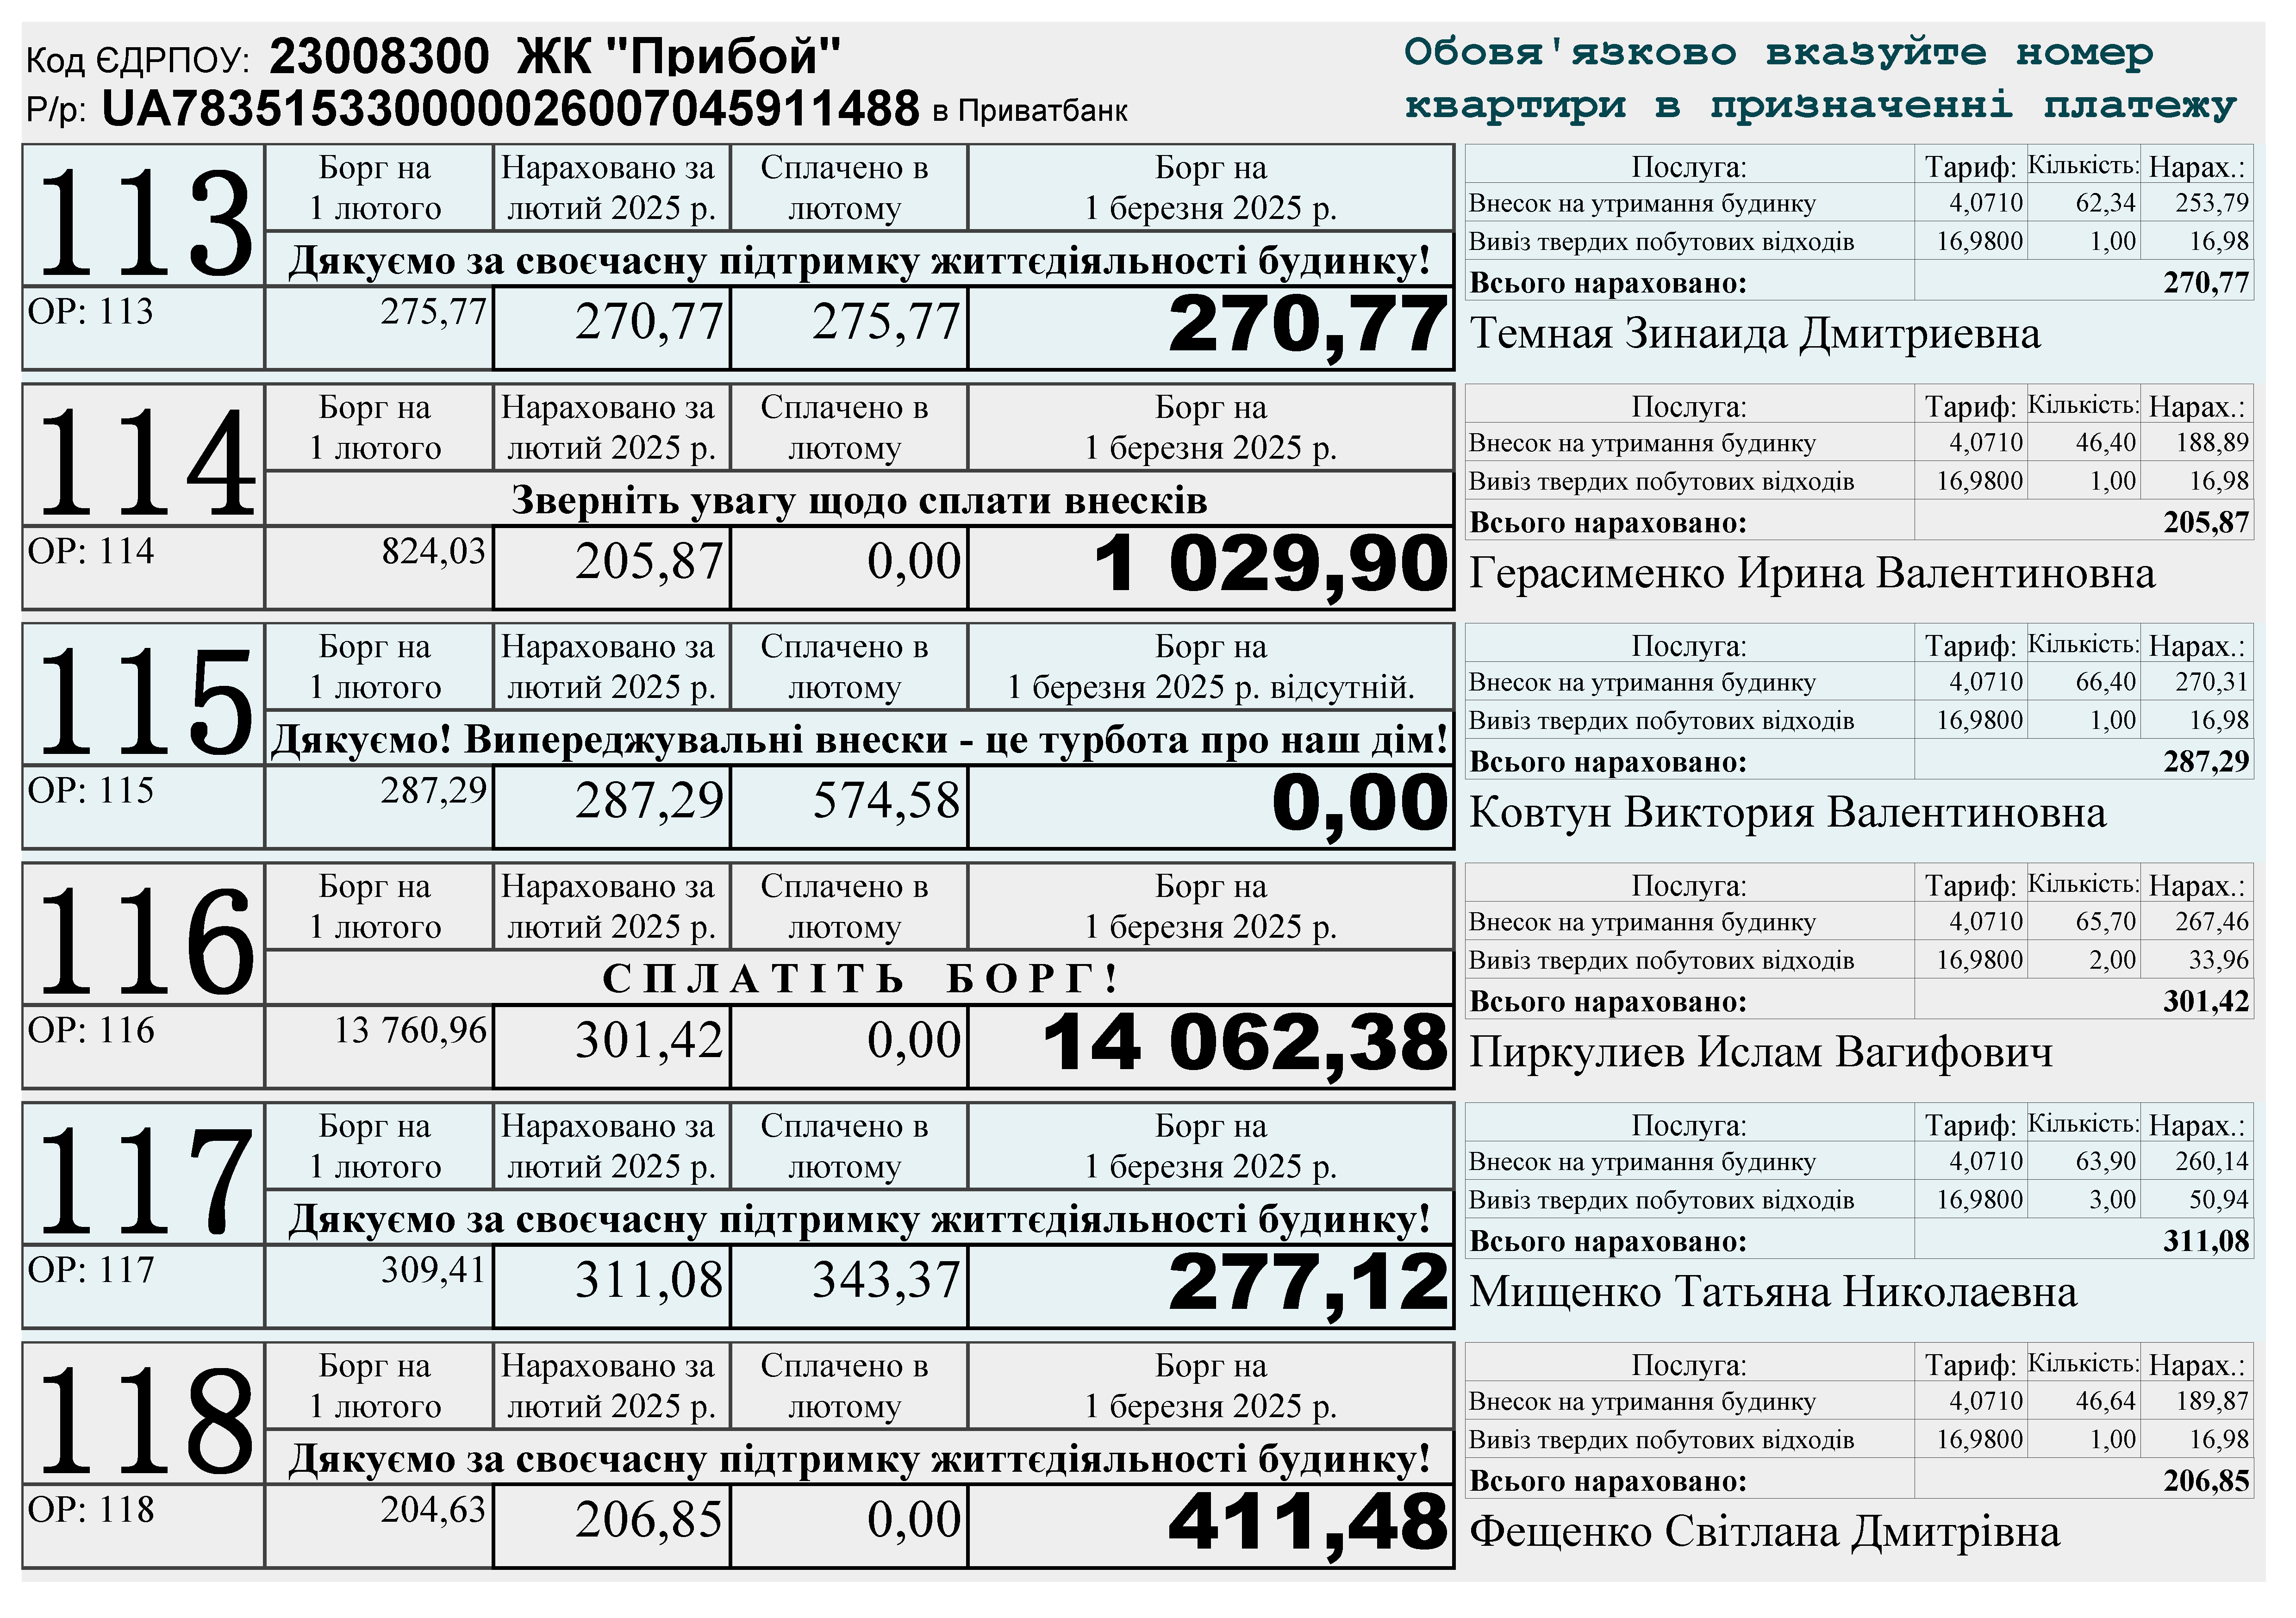 Код ЄДРПОУ: 23008300 ЖК "Прибой"
Р/р: UA783515330000026007045911488 в Приватбанк
Обовя'язково вказуйте номер
квартири в призначенні платежу
113
Борг на 1 лютого
Нараховано за лютий 2025 р.
Сплачено в лютому
Борг на 1 березня 2025 р.
Дякуємо за своєчасну підтримку життєдіяльності будинку!
ОР: 113 275,77 270,77 275,77 270,77
Послуга: Тариф: Кількість: Нарах.:
Внесок на утримання будинку 4,0710 62,34 253,79
Вивіз твердих побутових відходів 16,9800 1,00 16,98
Всього нараховано: 270,77
Темная Зинаида Дмитриевна
114
Борг на 1 лютого
Нараховано за лютий 2025 р.
Сплачено в лютому
Борг на 1 березня 2025 р.
Зверніть увагу щодо сплати внесків
ОР: 114 824,03 205,87 0,00 1 029,90
Послуга: Тариф: Кількість: Нарах.:
Внесок на утримання будинку 4,0710 46,40 188,89
Вивіз твердих побутових відходів 16,9800 1,00 16,98
Всього нараховано: 205,87
Герасименко Ирина Валентиновна
115
Борг на 1 лютого
Нараховано за лютий 2025 р.
Сплачено в лютому
Борг на 1 березня 2025 р. відсутній.
Дякуємо! Випереджувальні внески - це турбота про наш дім!
ОР: 115 287,29 287,29 574,58 0,00
Послуга: Тариф: Кількість: Нарах.:
Внесок на утримання будинку 4,0710 66,40 270,31
Вивіз твердих побутових відходів 16,9800 1,00 16,98
Всього нараховано: 287,29
Ковтун Виктория Валентиновна
116
Борг на 1 лютого
Нараховано за лютий 2025 р.
Сплачено в лютому
Борг на 1 березня 2025 р.
С П Л А Т І Т Ь Б О Р Г !
ОР: 116 13 760,96 301,42 0,00 14 062,38
Послуга: Тариф: Кількість: Нарах.:
Внесок на утримання будинку 4,0710 65,70 267,46
Вивіз твердих побутових відходів 16,9800 2,00 33,96
Всього нараховано: 301,42
Пиркулиев Ислам Вагифович
117
Борг на 1 лютого
Нараховано за лютий 2025 р.
Сплачено в лютому
Борг на 1 березня 2025 р.
Дякуємо за своєчасну підтримку життєдіяльності будинку!
ОР: 117 309,41 311,08 343,37 277,12
Послуга: Тариф: Кількість: Нарах.:
Внесок на утримання будинку 4,0710 63,90 260,14
Вивіз твердих побутових відходів 16,9800 3,00 50,94
Всього нараховано: 311,08
Мищенко Татьяна Николаевна
118
Борг на 1 лютого
Нараховано за лютий 2025 р.
Сплачено в лютому
Борг на 1 березня 2025 р.
Дякуємо за своєчасну підтримку життєдіяльності будинку!
ОР: 118 204,63 206,85 0,00 411,48
Послуга: Тариф: Кількість: Нарах.:
Внесок на утримання будинку 4,0710 46,64 189,87
Вивіз твердих побутових відходів 16,9800 1,00 16,98
Всього нараховано: 206,85
Фещенко Світлана Дмитрівна